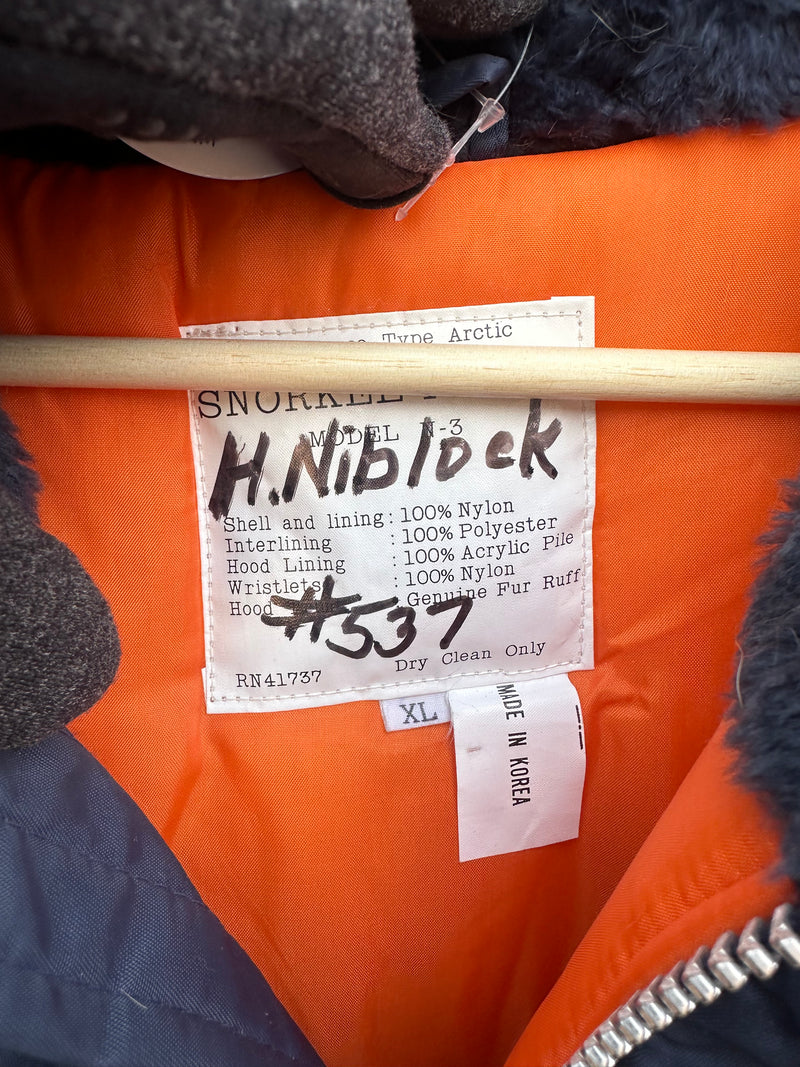 Type Arctic
SNORKEL
MODEL N-3
H. Niblock
Shell and lining: 100% Nylon
Interlining : 100% Polyester
Hood Lining : 100% Acrylic Pile
Wristlets : 100% Nylon
Hood : Genuine Fur Ruff
#537
Dry Clean Only
RN41737
XL
MADE IN KOREA